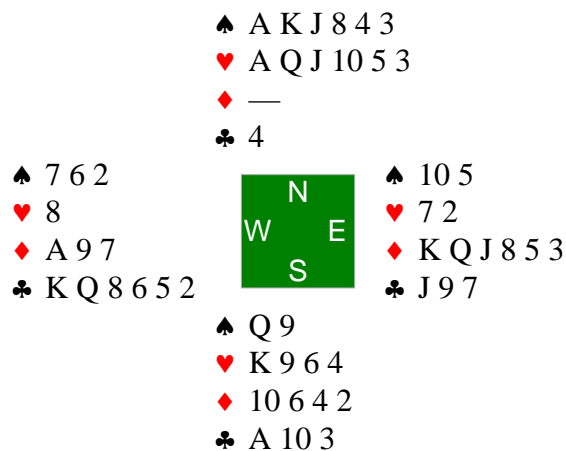 ♠ A K J 8 4 3
♥ A Q J 10 5 3
♦ —
♣ 4
♠ 7 6 2
♥ 8
♦ A 9 7
♣ K Q 8 6 5 2
N
W E
S
♠ 10 5
♥ 7 2
♦ K Q J 8 5 3
♣ J 9 7
♠ Q 9
♥ K 9 6 4
♦ 10 6 4 2
♣ A 10 3